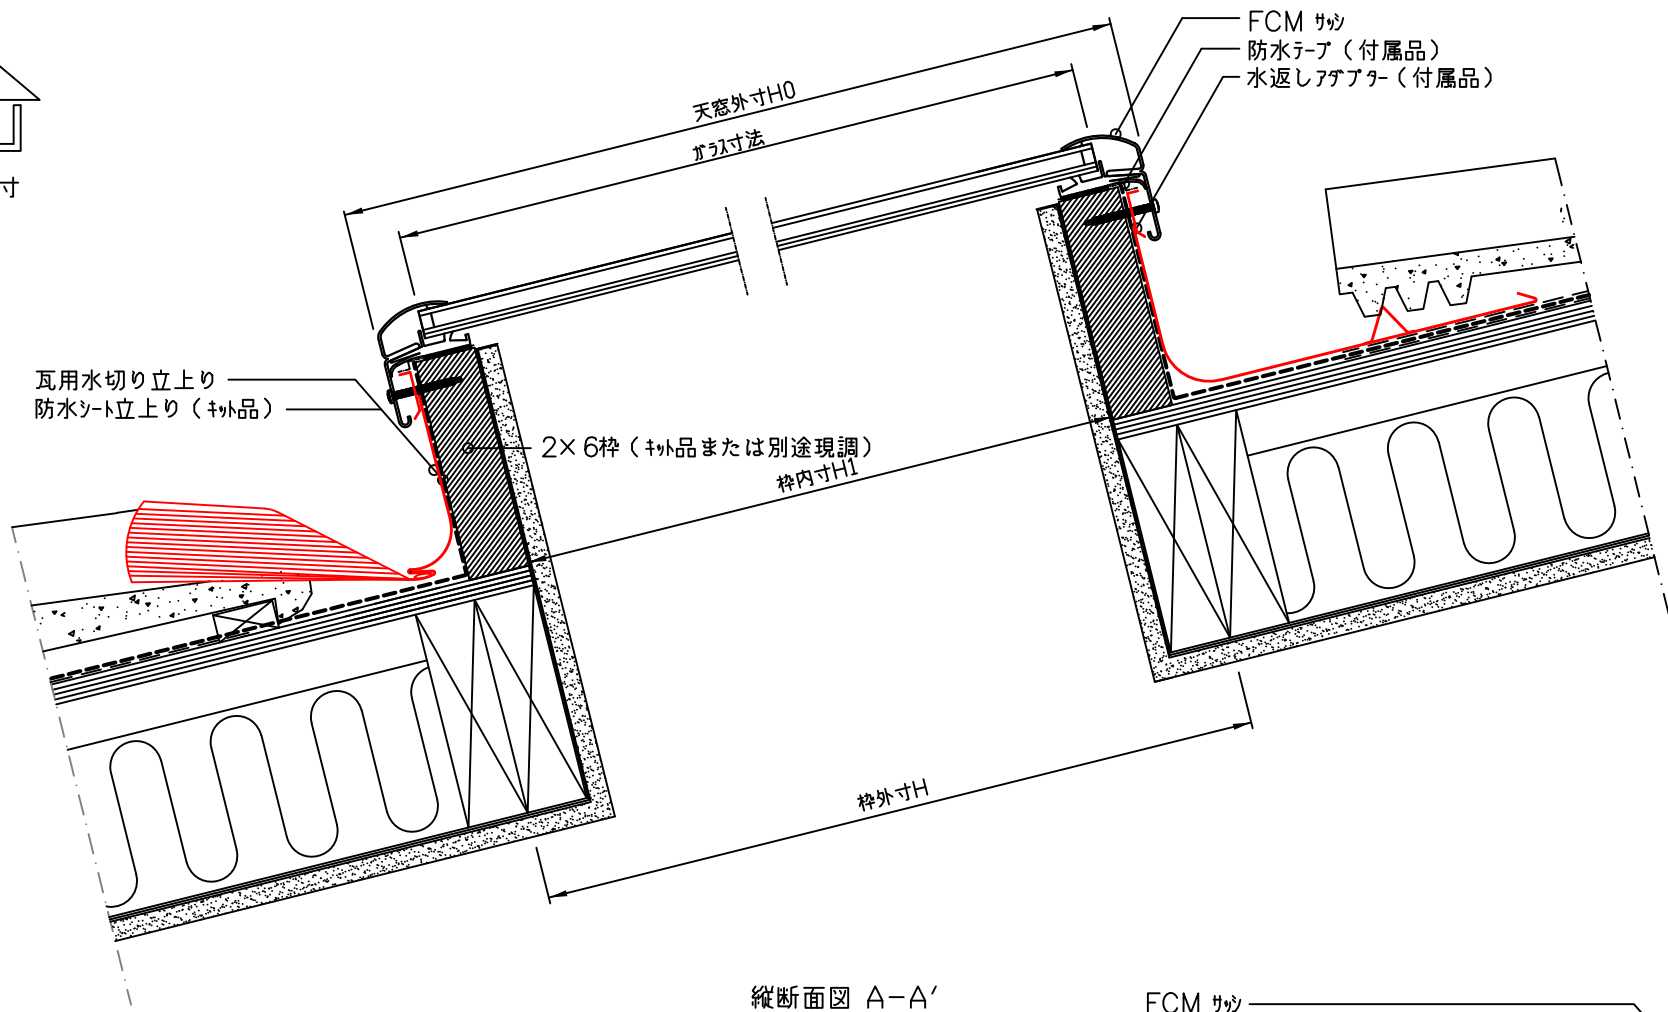 FCM ｻｯｼ
防水ﾃｰﾌﾟ（付属品）
水返しｱﾀﾞﾌﾟﾀｰ（付属品）
天窓外寸H0
ｶﾞﾗｽ寸法
寸
瓦用水切り立上り
防水ｼｰﾄ立上り（ｷｯﾄ品）
2×6枠（ｷｯﾄ品または別途現調）
枠内寸H1
枠外寸H
縦断面図 A-A′
FCM ｻｯｼ